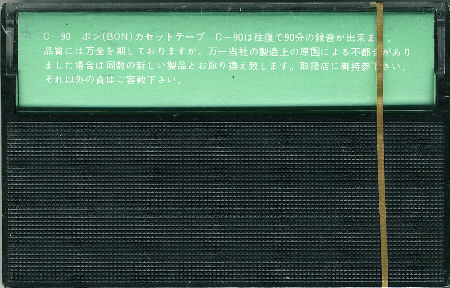 C-90 ボン(BON)カセットテープ C-90は往復で90分の録音が出来ます。
品質には万全を期しておりますが、万一当社の製造上の原因による不都合があり
ました場合は同数の新しい製品とお取り換え致します。取扱店に御持参下さい。
それ以外の責はご容赦下さい。